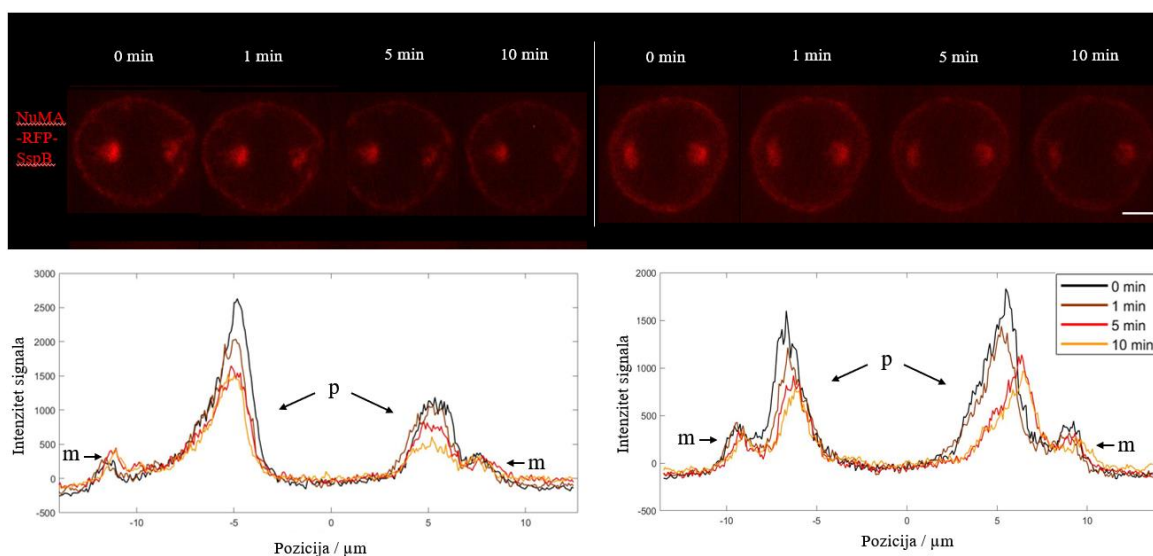 0 min 1 min 5 min 10 min 0 min 1 min 5 min 10 min
NuMA
-RFP-
SspB
3000
2500
2000
1500
1000
500
0
-500
-10 -5 0 5 10
Intenzitet signala
Pozicija / µm
m p m
2000
1500
1000
500
0
-500
-10 -5 0 5 10
Intenzitet signala
Pozicija / µm
m p m
0 min
1 min
5 min
10 min